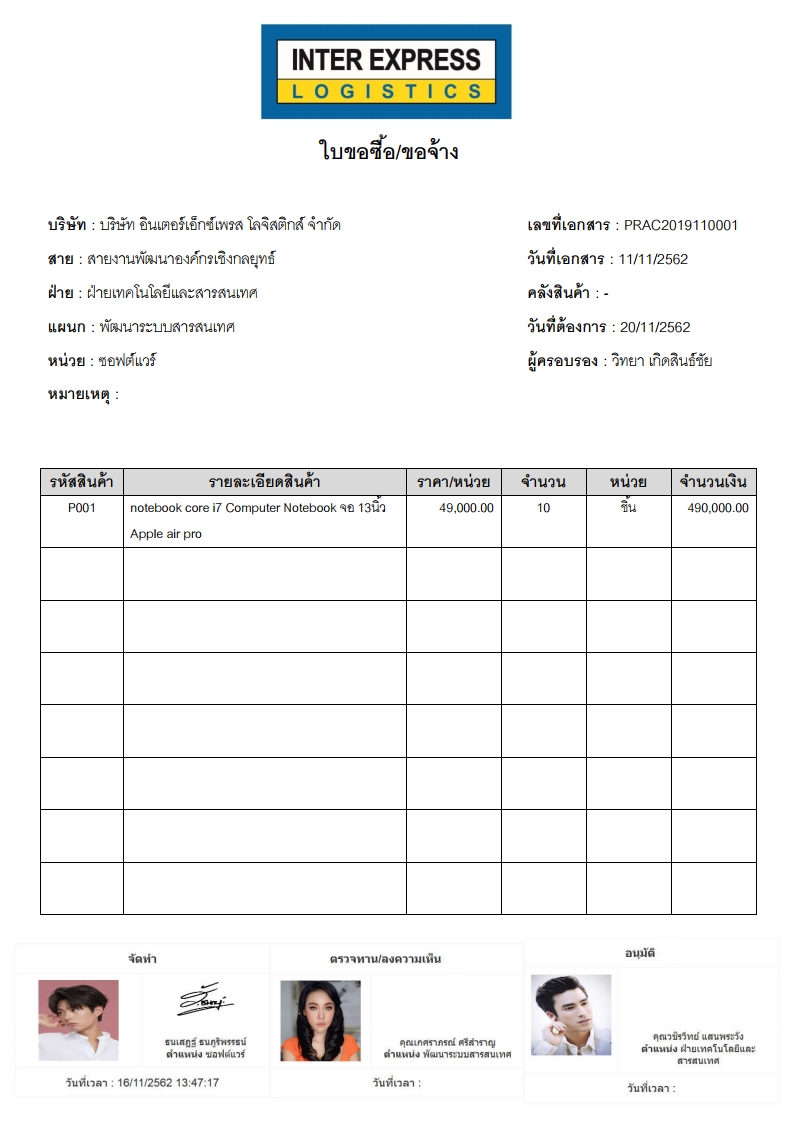 INTER EXPRESS
LOGISTICS
ใบขอซื้อ/ขอจ้าง
บริษัท : บริษัท อินเตอร์เอ็กซ์เพรส โลจิสติกส์ จำกัด
เลขที่เอกสาร : PRAC2019110001
สาย : สายงานพัฒนาองค์กรเชิงกลยุทธ์
วันที่เอกสาร : 11/11/2562
ฝ่าย : ฝ่ายเทคโนโลยีและสารสนเทศ
คลังสินค้า : -
แผนก : พัฒนาระบบสารสนเทศ
วันที่ต้องการ : 20/11/2562
หน่วย : ซอฟต์แวร์
ผู้ครอบรอง : วิทยา เกิดสินธ์ชัย
หมายเหตุ :
รหัสสินค้า รายละเอียดสินค้า ราคา/หน่วย จำนวน หน่วย จำนวนเงิน
P001 notebook core i7 Computer Notebook จอ 13นิ้ว 49,000.00 10 ชิ้น 490,000.00
Apple air pro
จัดทำ
ธนเสฏฐ์ ธนภูริพรรธน์
ตำแหน่ง ซอฟต์แวร์
วันที่เวลา : 16/11/2562 13:47:17
ตรวจทาน/ลงความเห็น
คุณเกศราภรณ์ ศรีสำราญ
ตำแหน่ง พัฒนาระบบสารสนเทศ
วันที่เวลา :
อนุมัติ
คุณวชิรวิทย์ แสนพระวัง
ตำแหน่ง ฝ่ายเทคโนโลยีและ
สารสนเทศ
วันที่เวลา :